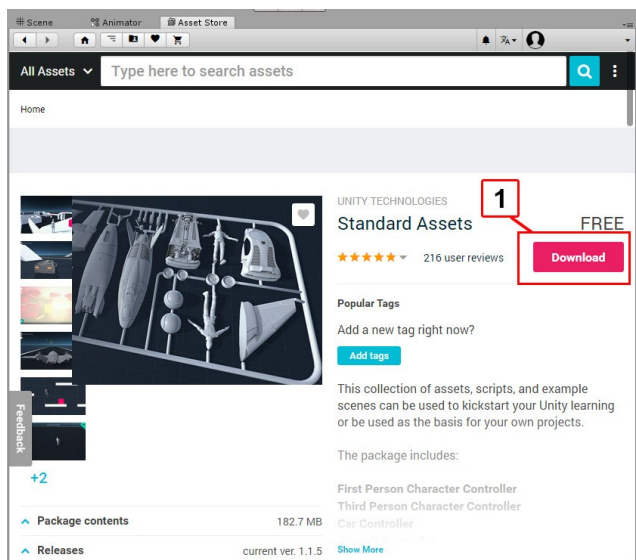 Scene
Animator
Asset Store
All Assets
Type here to search assets
Home
UNITY TECHNOLOGIES
1
Standard Assets
FREE
216 user reviews
Download
Popular Tags
Add a new tag right now?
Add tags
This collection of assets, scripts, and example
scenes can be used to kickstart your Unity learning
or be used as the basis for your own projects.
The package includes:
First Person Character Controller
Third Person Character Controller
Car Controller
Show More
Feedback
+2
Package contents
182.7 MB
Releases
current ver. 1.1.5